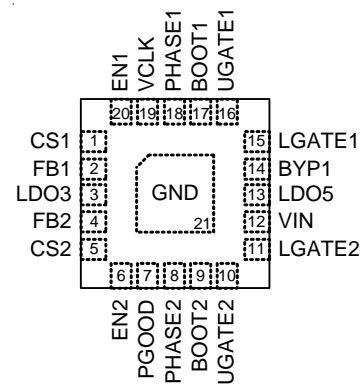 EN1
VCLK
PHASE1
BOOT1
UGATE1
20 19 18 17 16
CS1 1
FB1 2
LDO3 3
FB2 4
CS2 5
GND
21
15 LGATE1
14 BYP1
13 LDO5
12 VIN
11 LGATE2
6 7 8 9 10
EN2
PGOOD
PHASE2
BOOT2
UGATE2